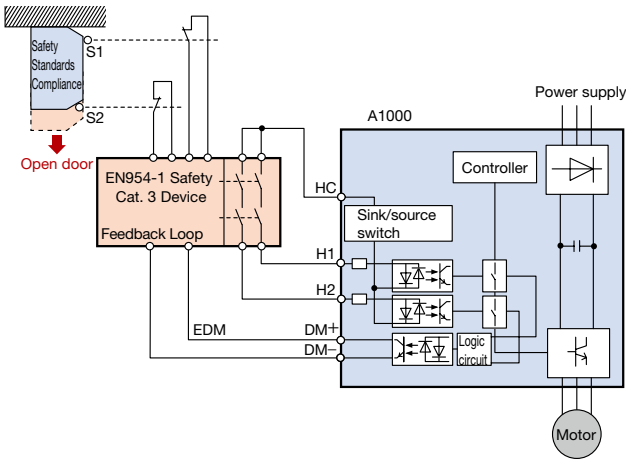 Safety
Standards
Compliance
S1
S2
Open door
EN954-1 Safety
Cat. 3 Device
Feedback Loop
EDM
HC
H1
H2
DM+
DM−
A1000
Power supply
Controller
Sink/source
switch
Logic
circuit
Motor